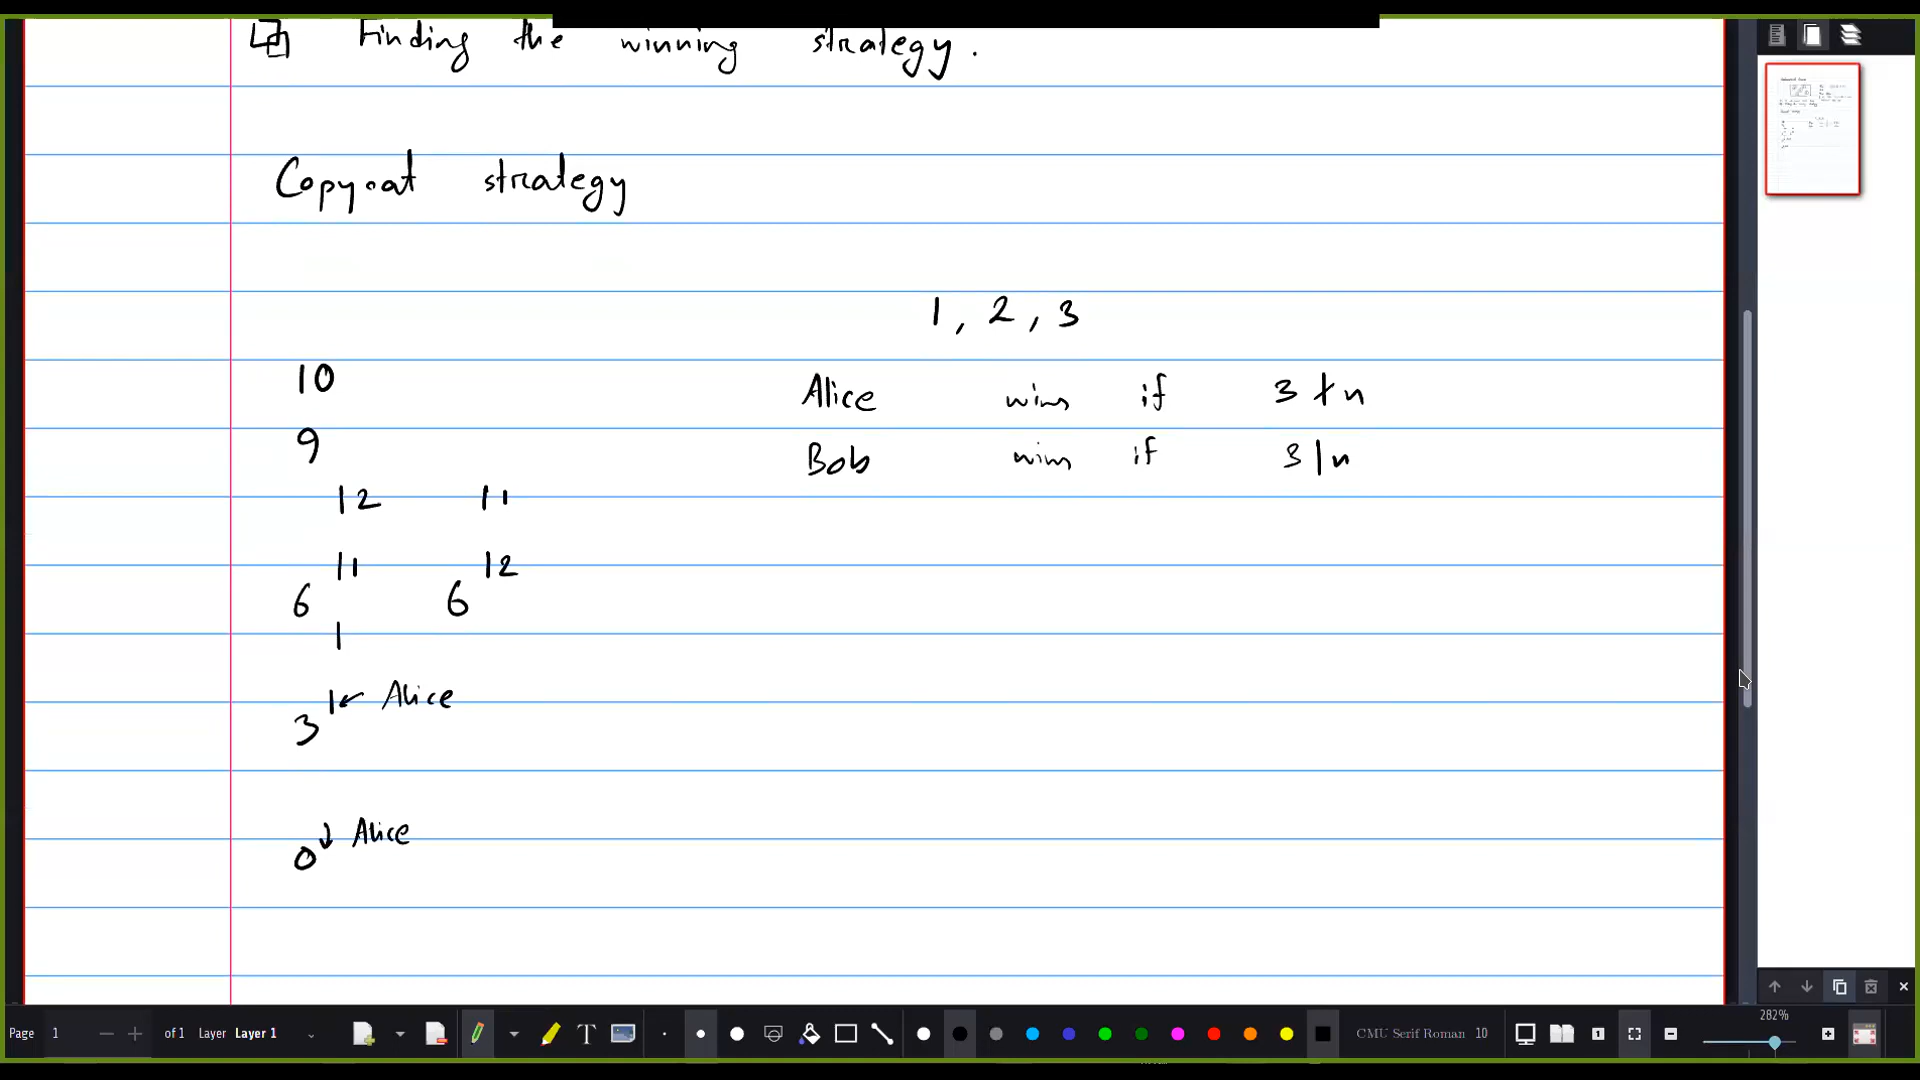 Finding the winning strategy.
Copycat strategy
1, 2, 3
10
Alice wins if 3 ∤ n
9
Bob wins if 3 | n
12 11
11 12
6 6
1
1 ↙ Alice
3
↓ Alice
0
Page 1 of 1 Layer Layer 1 T CMU Serif Roman 10 282%